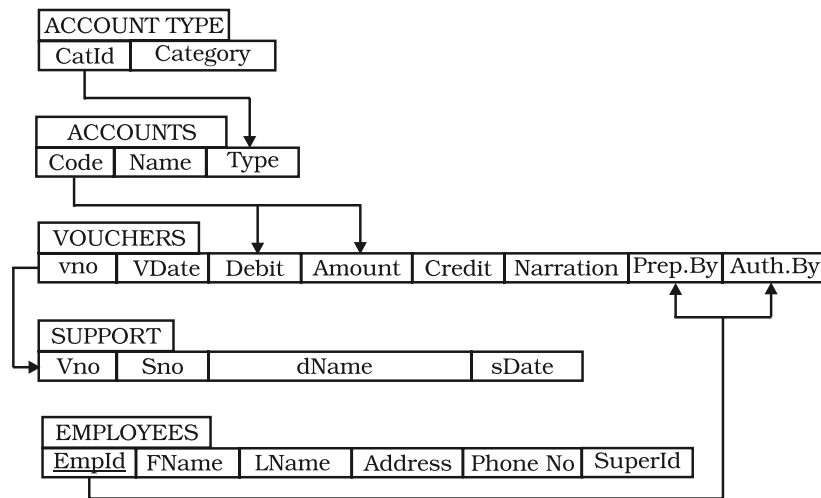 ACCOUNT TYPE
CatId Category
ACCOUNTS
Code Name Type
VOUCHERS
vno VDate Debit Amount Credit Narration Prep.By Auth.By
SUPPORT
Vno Sno dName sDate
EMPLOYEES
EmpId FName LName Address Phone No SuperId